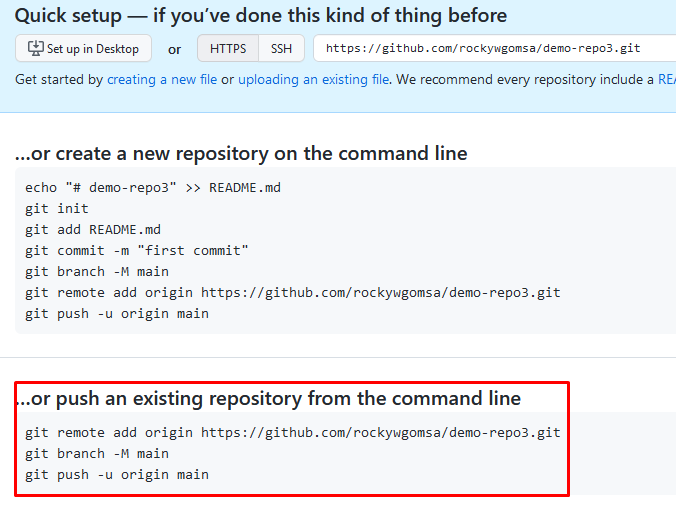 Quick setup — if you’ve done this kind of thing before
Set up in Desktop or HTTPS SSH https://github.com/rockywgomsa/demo-repo3.git
Get started by creating a new file or uploading an existing file. We recommend every repository include a
...or create a new repository on the command line
echo "# demo-repo3" >> README.md
git init
git add README.md
git commit -m "first commit"
git branch -M main
git remote add origin https://github.com/rockywgomsa/demo-repo3.git
git push -u origin main
...or push an existing repository from the command line
git remote add origin https://github.com/rockywgomsa/demo-repo3.git
git branch -M main
git push -u origin main